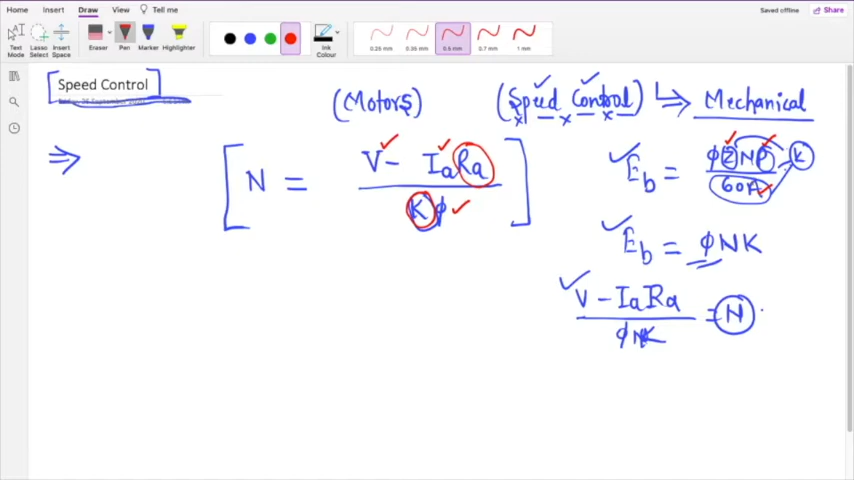 Home Insert Draw View Tell me Saved offline Share
Text Mode Lasso Select Insert Space Eraser Pen Marker Highlighter Ink Colour 0.25 mm 0.35 mm 0.5 mm 0.7 mm 1 mm
Speed Control
(Motors) (Speed Control) ⇒ Mechanical
⇒ [N = V - IaRa / Kϕ]
Eb = ϕZNP / 60A K
Eb = ϕNK
V - IaRa / ϕNK = N